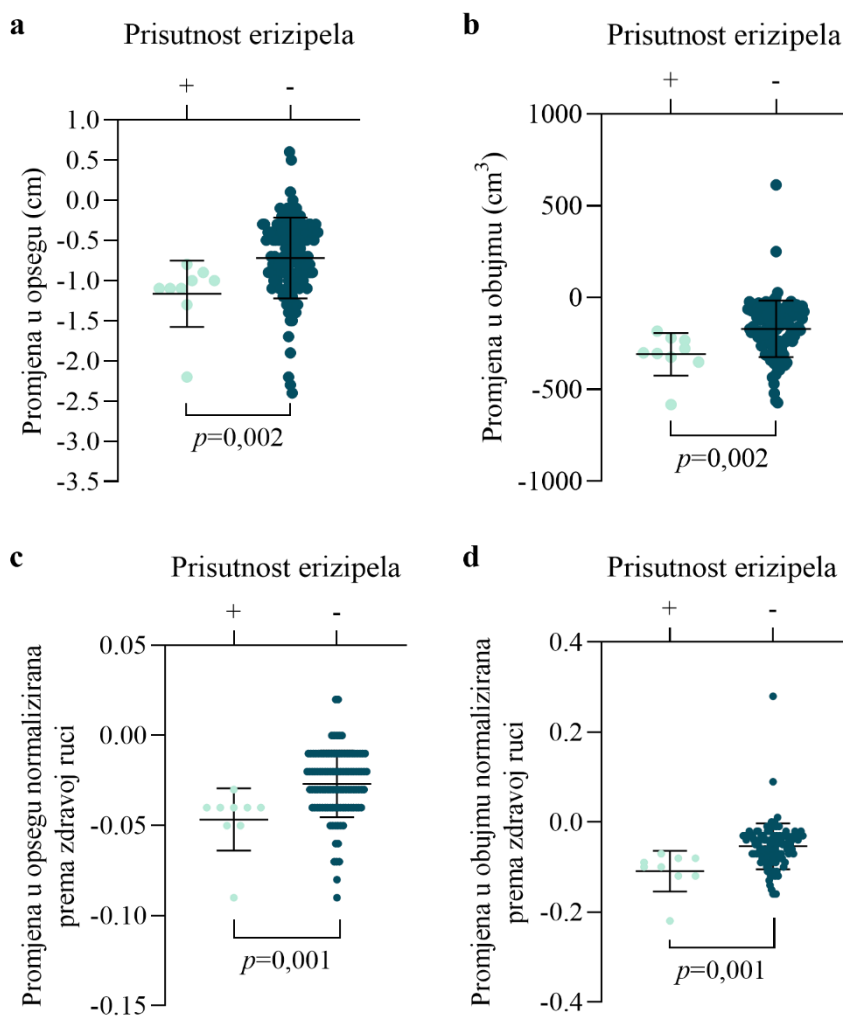 a
Prisutnost erizipela
+ -
Promjena u opsegu (cm)
1.0
0.5
0.0
-0.5
-1.0
-1.5
-2.0
-2.5
-3.0
-3.5
p=0,002
b
Prisutnost erizipela
+ -
Promjena u obujmu (cm³)
1000
500
0
-500
-1000
p=0,002
c
Prisutnost erizipela
+ -
Promjena u opsegu normalizirana
prema zdravoj ruci
0.05
0.00
-0.05
-0.10
-0.15
p=0,001
d
Prisutnost erizipela
+ -
Promjena u obujmu normalizirana
prema zdravoj ruci
0.4
0.2
0.0
-0.2
-0.4
p=0,001